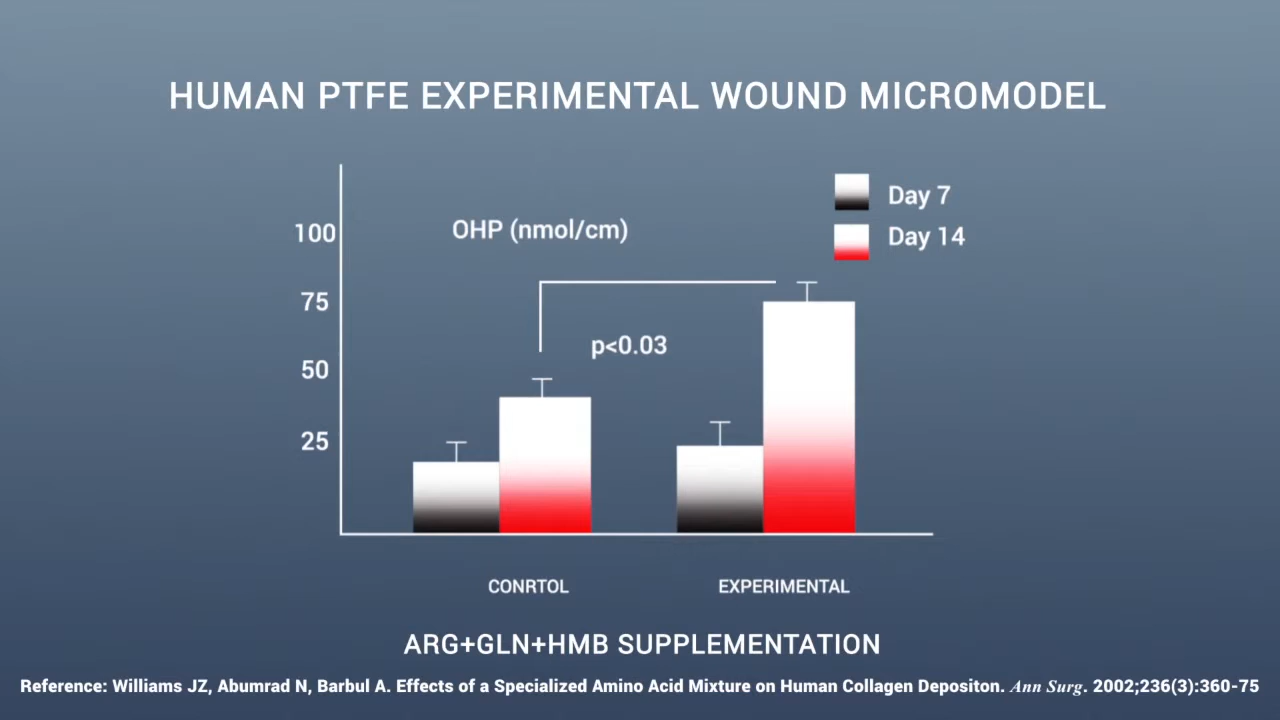 HUMAN PTFE EXPERIMENTAL WOUND MICROMODEL
Day 7
Day 14
OHP (nmol/cm)
100
75
50
25
p<0.03
CONRTOL
EXPERIMENTAL
ARG+GLN+HMB SUPPLEMENTATION
Reference: Williams JZ, Abumrad N, Barbul A. Effects of a Specialized Amino Acid Mixture on Human Collagen Depositon. Ann Surg. 2002;236(3):360-75